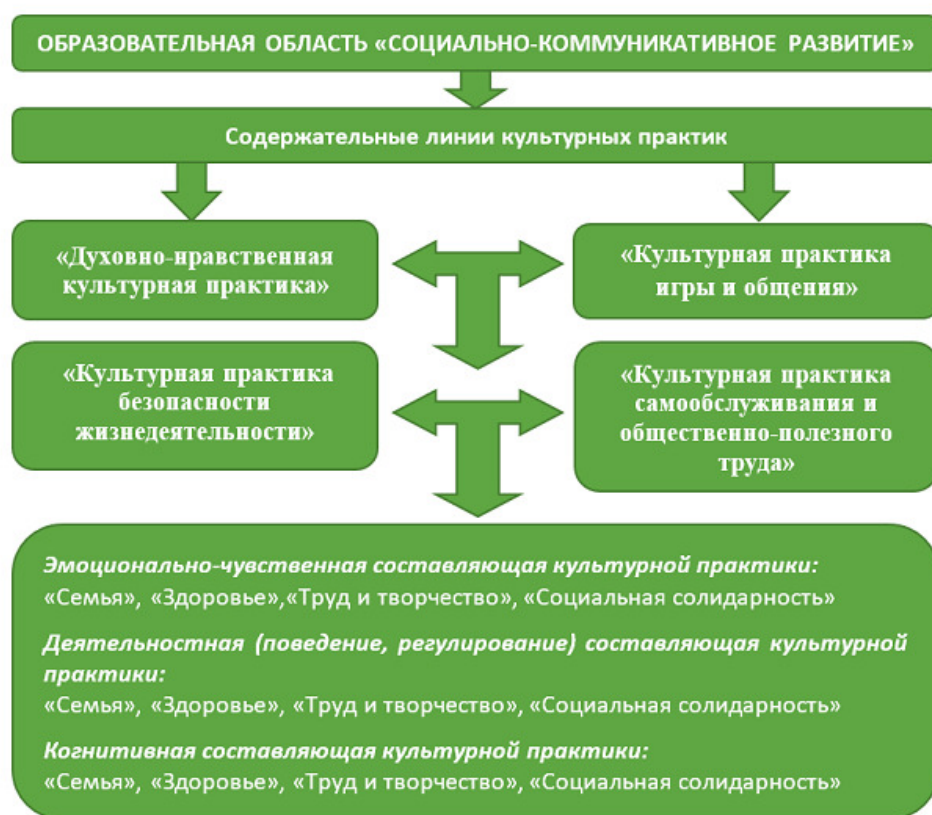 ОБРАЗОВАТЕЛЬНАЯ ОБЛАСТЬ «СОЦИАЛЬНО-КОММУНИКАТИВНОЕ РАЗВИТИЕ»
Содержательные линии культурных практик
«Духовно-нравственная
культурная практика»
«Культурная практика
игры и общения»
«Культурная практика
безопасности
жизнедеятельности»
«Культурная практика
самообслуживания и
общественно-полезного
труда»
Эмоционально-чувственная составляющая культурной практики:
«Семья», «Здоровье»,«Труд и творчество», «Социальная солидарность»
Деятельностная (поведение, регулирование) составляющая культурной
практики:
«Семья», «Здоровье», «Труд и творчество», «Социальная солидарность»
Когнитивная составляющая культурной практики:
«Семья», «Здоровье», «Труд и творчество», «Социальная солидарность»